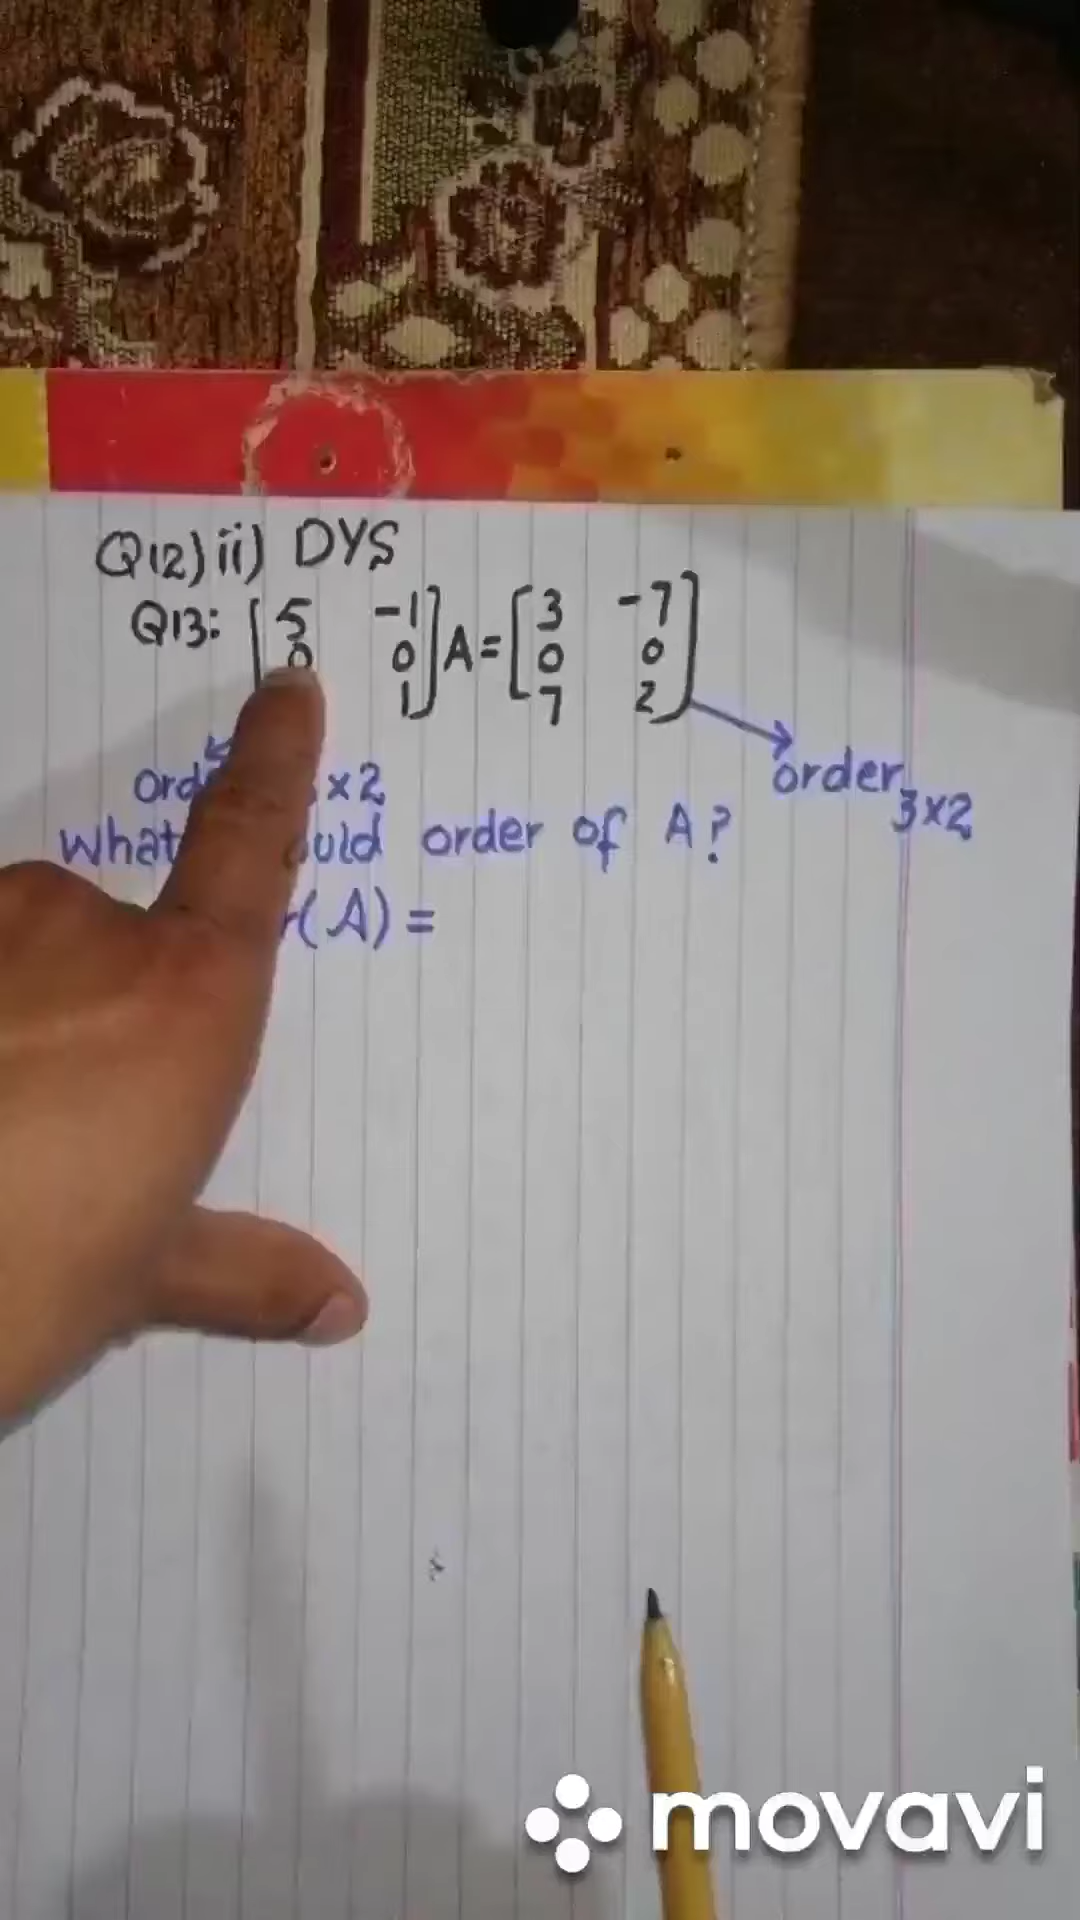 Q12) ii) DYS
Q13: [5 -1] A = [3 -7]
0 0 0 0
1 7 2
x2
order 3x2
What ould order of A?
(A) =
movavi